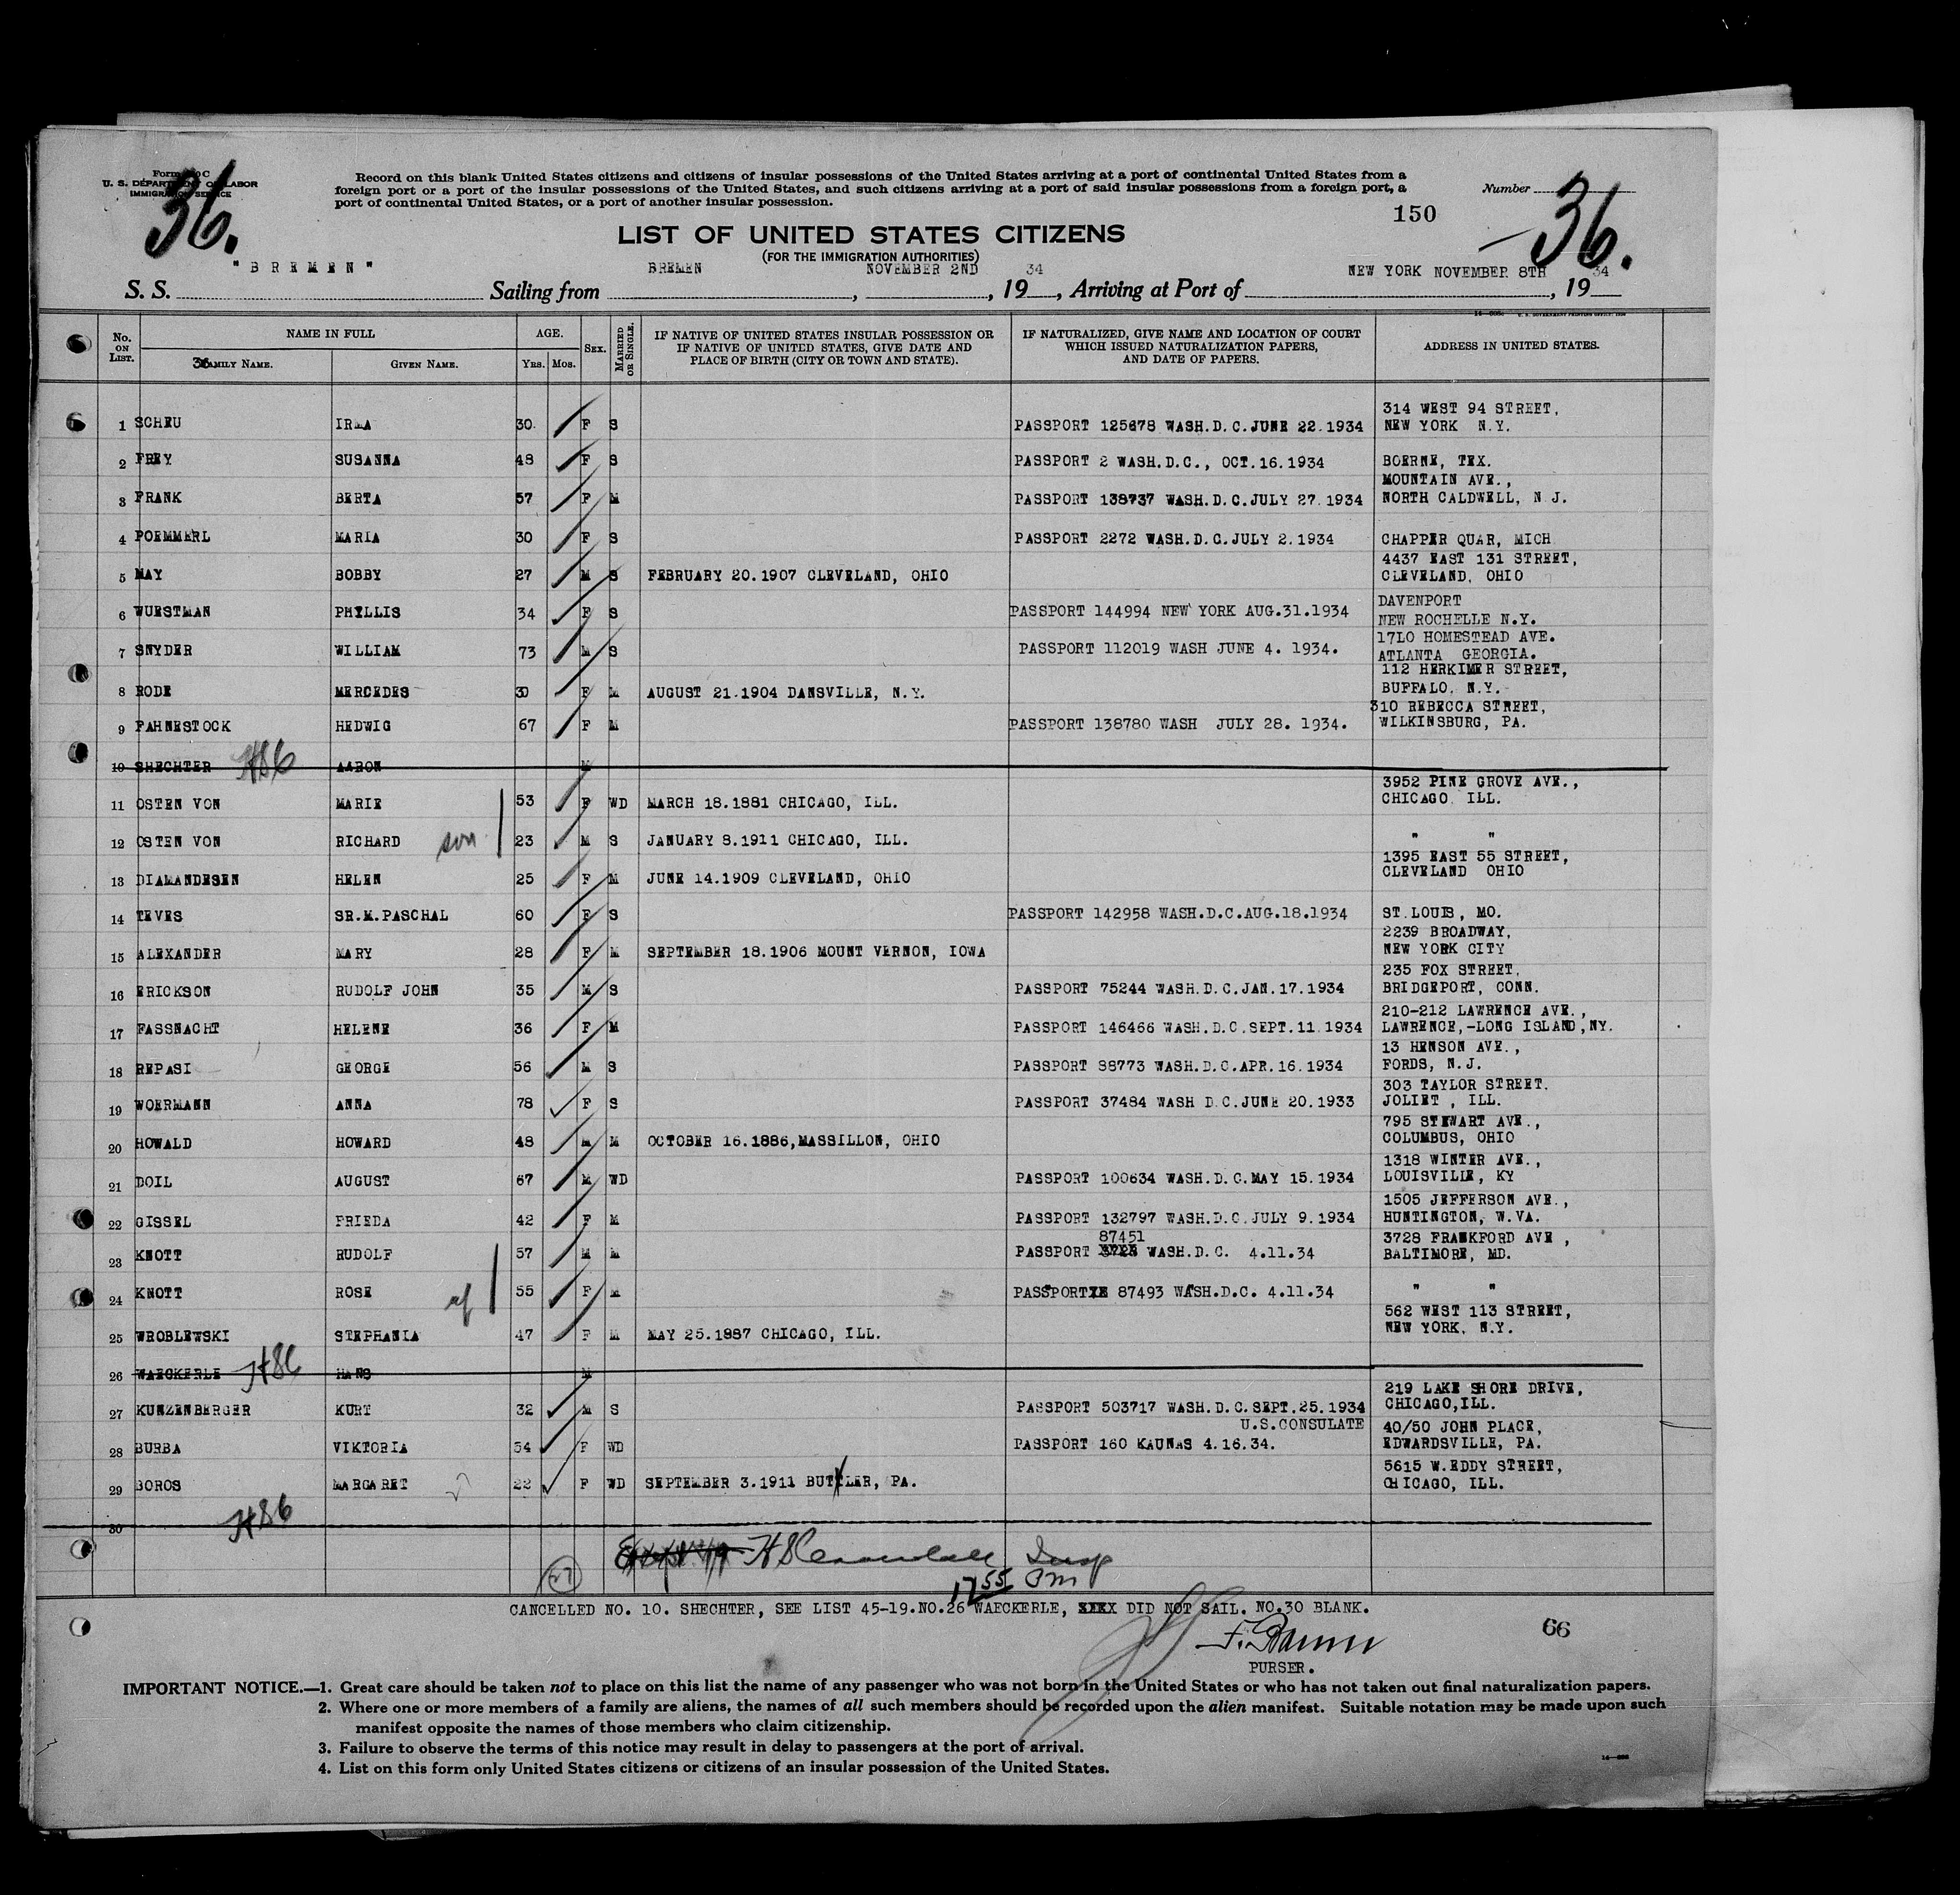 36.
Form 630 C
U. S. DEPARTMENT OF LABOR
IMMIGRATION SERVICE
Record on this blank United States citizens and citizens of insular possessions of the United States arriving at a port of continental United States from a
foreign port or a port of the insular possessions of the United States, and such citizens arriving at a port of said insular possessions from a foreign port, a
port of continental United States, or a port of another insular possession.
Number
150
36.
LIST OF UNITED STATES CITIZENS
(FOR THE IMMIGRATION AUTHORITIES)
S. S. "BREMEN" Sailing from BREMEN, NOVEMBER 2ND, 1934, Arriving at Port of NEW YORK NOVEMBER 8TH, 1934
No. ON LIST. NAME IN FULL AGE. SEX. MARRIED OR SINGLE. IF NATIVE OF UNITED STATES INSULAR POSSESSION OR IF NATIVE OF UNITED STATES, GIVE DATE AND PLACE OF BIRTH (CITY OR TOWN AND STATE). IF NATURALIZED, GIVE NAME AND LOCATION OF COURT WHICH ISSUED NATURALIZATION PAPERS, AND DATE OF PAPERS. ADDRESS IN UNITED STATES.
36 FAMILY NAME. GIVEN NAME. YRS. MOS.
1 SCHEU IRMA 30 F S PASSPORT 125678 WASH.D.C.JUNE 22.1934 314 WEST 94 STREET, NEW YORK N.Y.
2 FREY SUSANNA 48 F S PASSPORT 2 WASH.D.C., OCT.16.1934 BOERNE, TEX.
3 FRANK BERTA 57 F M PASSPORT 138737 WASH.D.C.JULY 27.1934 MOUNTAIN AVE., NORTH CALDWELL, N J.
4 POEMMERL MARIA 30 F S PASSPORT 2272 WASH.D.C.JULY 2.1934 CHAPPER QUAR, MICH
5 MAY BOBBY 27 M S FEBRUARY 20.1907 CLEVELAND, OHIO 4437 EAST 131 STREET, CLEVELAND, OHIO
6 WUESTMAN PHYLLIS 34 F S PASSPORT 144994 NEW YORK AUG.31.1934 DAVENPORT NEW ROCHELLE N.Y.
7 SNYDER WILLIAM 73 M S PASSPORT 112019 WASH JUNE 4. 1934. 17L0 HOMESTEAD AVE. ATLANTA GEORGIA.
8 RODE MERCEDES 30 F M AUGUST 21.1904 DANSVILLE, N.Y. 112 HERKIMER STREET, BUFFALO. N.Y.
9 FAHNESTOCK HEDWIG 67 F M PASSPORT 138780 WASH JULY 28. 1934. 310 REBECCA STREET, WILKINSBURG, PA.
10 SHECHTER AARON M
11 OSTEN VON MARIE 53 F WD MARCH 18.1881 CHICAGO, ILL. 3952 PINE GROVE AVE., CHICAGO ILL.
12 OSTEN VON RICHARD son 23 M S JANUARY 8.1911 CHICAGO, ILL. " "
13 DIAMANDESEN HELEN 25 F M JUNE 14.1909 CLEVELAND, OHIO 1395 EAST 55 STREET, CLEVELAND OHIO
14 TEVES SR.M.PASCHAL 60 F S PASSPORT 142958 WASH.D.C.AUG.18.1934 ST.LOUIS, MO.
15 ALEXANDER MARY 28 F M SEPTEMBER 18.1906 MOUNT VERNON, IOWA 2239 BROADWAY, NEW YORK CITY
16 ERICKSON RUDOLF JOHN 35 M S PASSPORT 75244 WASH.D.C.JAN.17.1934 235 FOX STREET, BRIDGEPORT, CONN.
17 FASSNACHT HELENE 36 F M PASSPORT 146466 WASH.D.C.SEPT.11.1934 210-212 LAWRENCE AVE., LAWRENCE,-LONG ISLAND,NY.
18 REPASI GEORGE 56 M S PASSPORT 88773 WASH.D.C.APR.16.1934 13 HENSON AVE., FORDS, N.J.
19 WOERMANN ANNA 78 F S PASSPORT 37484 WASH D.C.JUNE 20.1933 303 TAYLOR STREET. JOLIET , ILL.
20 HOWALD HOWARD 48 M M OCTOBER 16.1886,MASSILLON, OHIO 795 STEWART AVE., COLUMBUS, OHIO
21 DOIL AUGUST 67 M WD PASSPORT 100634 WASH.D.C.MAY 15.1934 1318 WINTER AVE., LOUISVILLE, KY
22 GISSEL FRIEDA 42 F M PASSPORT 132797 WASH.D.C.JULY 9.1934 1505 JEFFERSON AVE., HUNTINGTON, W.VA.
23 KNOTT RUDOLF 57 M M PASSPORT 87451 WASH.D.C. 4.11.34 3728 FRANKFORD AVE , BALTIMORE, MD.
24 KNOTT ROSE wf 55 F M PASSPORT 87493 WASH.D.C. 4.11.34 " "
25 WROBLEWSKI STEPHANIA 47 F M MAY 25.1887 CHICAGO, ILL. 562 WEST 113 STREET, NEW YORK, N.Y.
26 WAECKERLE HANS M
27 KUNZENBERGER KURT 32 M S PASSPORT 503717 WASH.D.C.SEPT.25.1934 219 LAKE SHORE DRIVE, CHICAGO,ILL.
28 BURBA VIKTORIA 54 F WD U.S.CONSULATE PASSPORT 160 KAUNAS 4.16.34. 40/50 JOHN PLACE, EDWARDSVILLE, PA.
29 BOROS MARGARET 22 F WD SEPTEMBER 3.1911 BUTTLER, PA. 5615 W.EDDY STREET, CHICAGO, ILL.
30
27
Insp
CANCELLED NO. 10. SHECHTER, SEE LIST 45-19.NO.26 WAECKERLE, DID NOT SAIL. NO.30 BLANK.
66
PURSER.
IMPORTANT NOTICE.—1. Great care should be taken not to place on this list the name of any passenger who was not born in the United States or who has not taken out final naturalization papers.
2. Where one or more members of a family are aliens, the names of all such members should be recorded upon the alien manifest. Suitable notation may be made upon such
manifest opposite the names of those members who claim citizenship.
3. Failure to observe the terms of this notice may result in delay to passengers at the port of arrival.
4. List on this form only United States citizens or citizens of an insular possession of the United States.